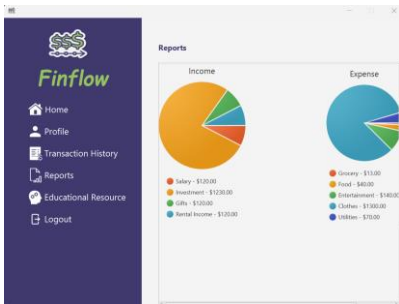 $$$
Finflow
Home
Profile
Transaction History
Reports
Educational Resource
Logout
Reports
Income
Salary - $120.00
Investment - $1230.00
Gifts - $120.00
Rental Income - $120.00
Expense
Grocery - $13.00
Food - $40.00
Entertainment - $140.00
Clothes - $1300.00
Utilities - $70.00